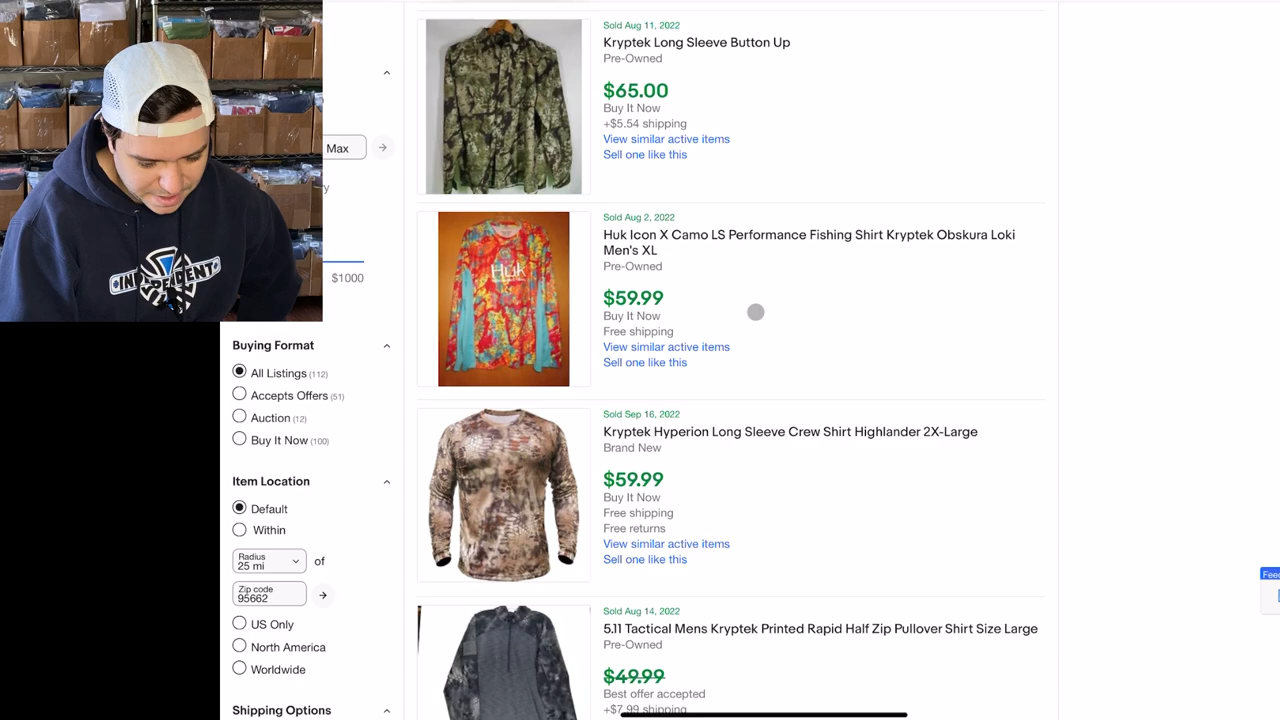 INDEPENDENT
Max
ry
$1000
Buying Format
All Listings (112)
Accepts Offers (51)
Auction (12)
Buy It Now (100)
Item Location
Default
Within
Radius
25 mi
of
Zip code
95662
US Only
North America
Worldwide
Shipping Options
Sold Aug 11, 2022
Kryptek Long Sleeve Button Up
Pre-Owned
$65.00
Buy It Now
+$5.54 shipping
View similar active items
Sell one like this
Huk
Sold Aug 2, 2022
Huk Icon X Camo LS Performance Fishing Shirt Kryptek Obskura Loki
Men's XL
Pre-Owned
$59.99
Buy It Now
Free shipping
View similar active items
Sell one like this
Sold Sep 16, 2022
Kryptek Hyperion Long Sleeve Crew Shirt Highlander 2X-Large
Brand New
$59.99
Buy It Now
Free shipping
Free returns
View similar active items
Sell one like this
Sold Aug 14, 2022
5.11 Tactical Mens Kryptek Printed Rapid Half Zip Pullover Shirt Size Large
Pre-Owned
$49.99
Best offer accepted
+$7.99 shipping
Feed